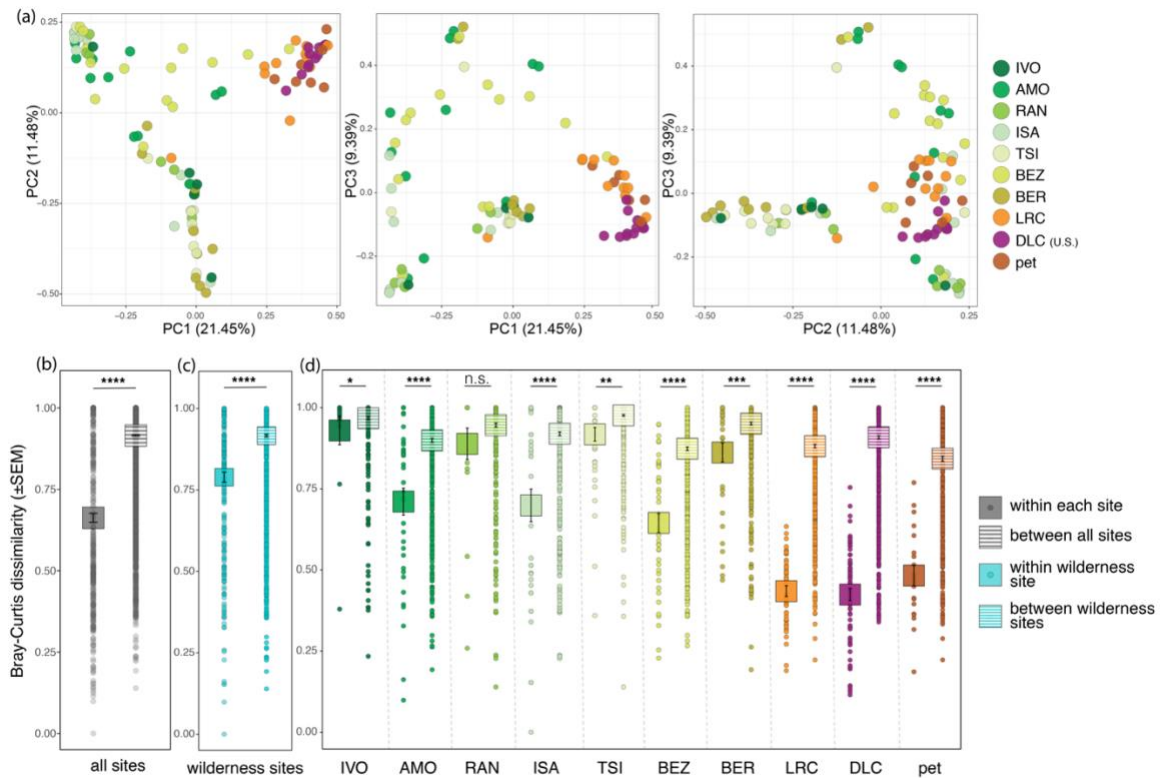 (a)
0.25
0.00
−0.25
−0.50
PC2 (11.48%)
−0.25
0.00
0.25
0.50
PC1 (21.45%)
0.4
0.2
0.0
−0.2
PC3 (9.39%)
−0.25
0.00
0.25
0.50
PC1 (21.45%)
0.4
0.2
0.0
−0.2
PC3 (9.39%)
−0.50
−0.25
0.00
0.25
PC2 (11.48%)
IVO
AMO
RAN
ISA
TSI
BEZ
BER
LRC
DLC (U.S.)
pet
(b)
****
(c)
****
(d)
*
****
n.s.
****
**
****
***
****
****
****
Bray-Curtis dissimilarity (±SEM)
1.00
0.75
0.50
0.25
0.00
1.00
0.75
0.50
0.25
0.00
1.00
0.75
0.50
0.25
0.00
all sites
wilderness sites
IVO
AMO
RAN
ISA
TSI
BEZ
BER
LRC
DLC
pet
within each site
between all sites
within wilderness
site
between wilderness
sites